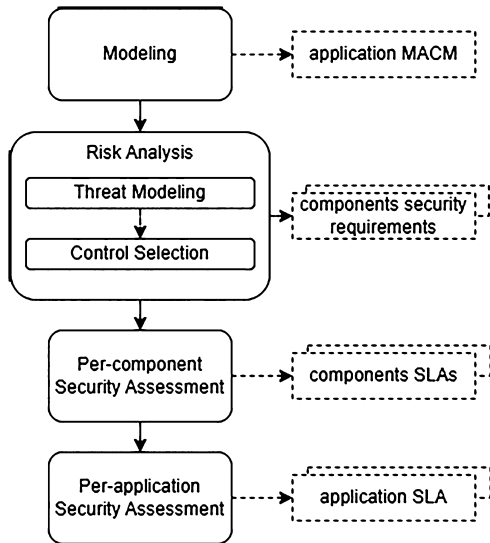 Modeling
application MACM
Risk Analysis
Threat Modeling
Control Selection
components security
requirements
Per-component
Security Assessment
components SLAs
Per-application
Security Assessment
application SLA